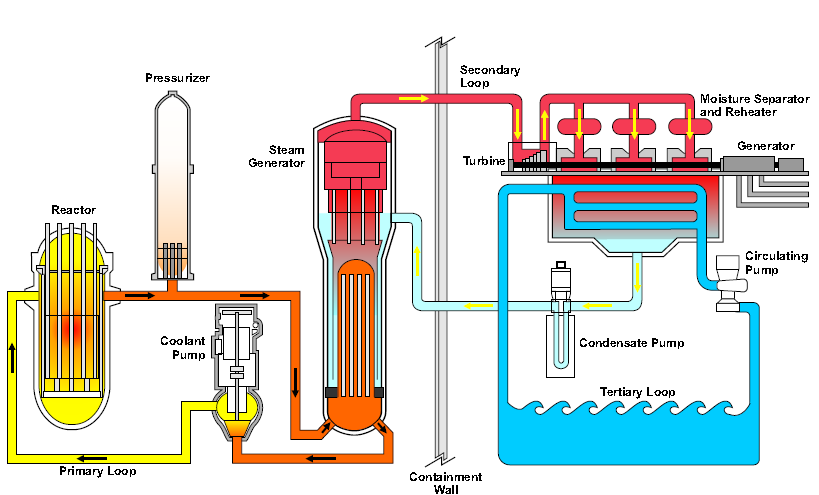 Pressurizer
Secondary
Loop
Moisture Separator
and Reheater
Steam
Generator
Turbine
Generator
Reactor
Circulating
Pump
Coolant
Pump
Condensate Pump
Tertiary Loop
Primary Loop
Containment
Wall